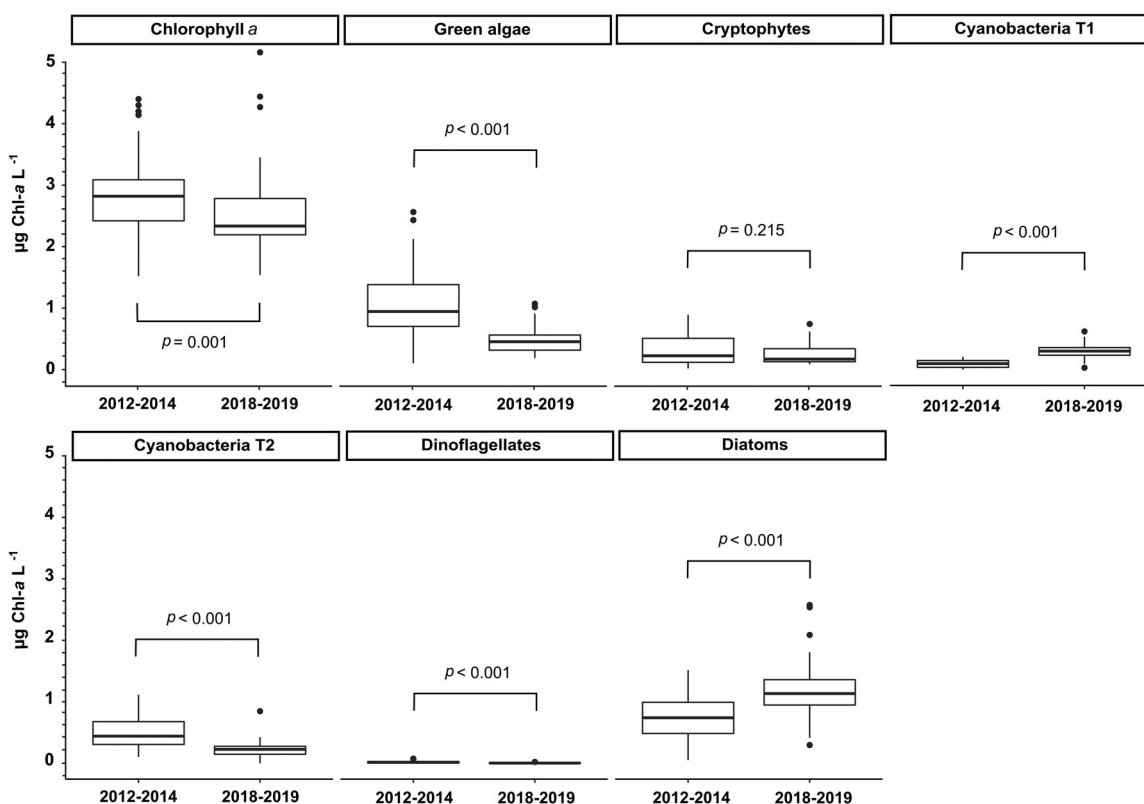 Chlorophyll a Green algae Cryptophytes Cyanobacteria T1
5
4
3
2
1
0
µg Chl-a L -1
p < 0.001
p = 0.215
p < 0.001
p = 0.001
2012-2014 2018-2019 2012-2014 2018-2019 2012-2014 2018-2019 2012-2014 2018-2019
Cyanobacteria T2 Dinoflagellates Diatoms
5
4
3
2
1
0
µg Chl-a L -1
p < 0.001
p < 0.001
p < 0.001
2012-2014 2018-2019 2012-2014 2018-2019 2012-2014 2018-2019